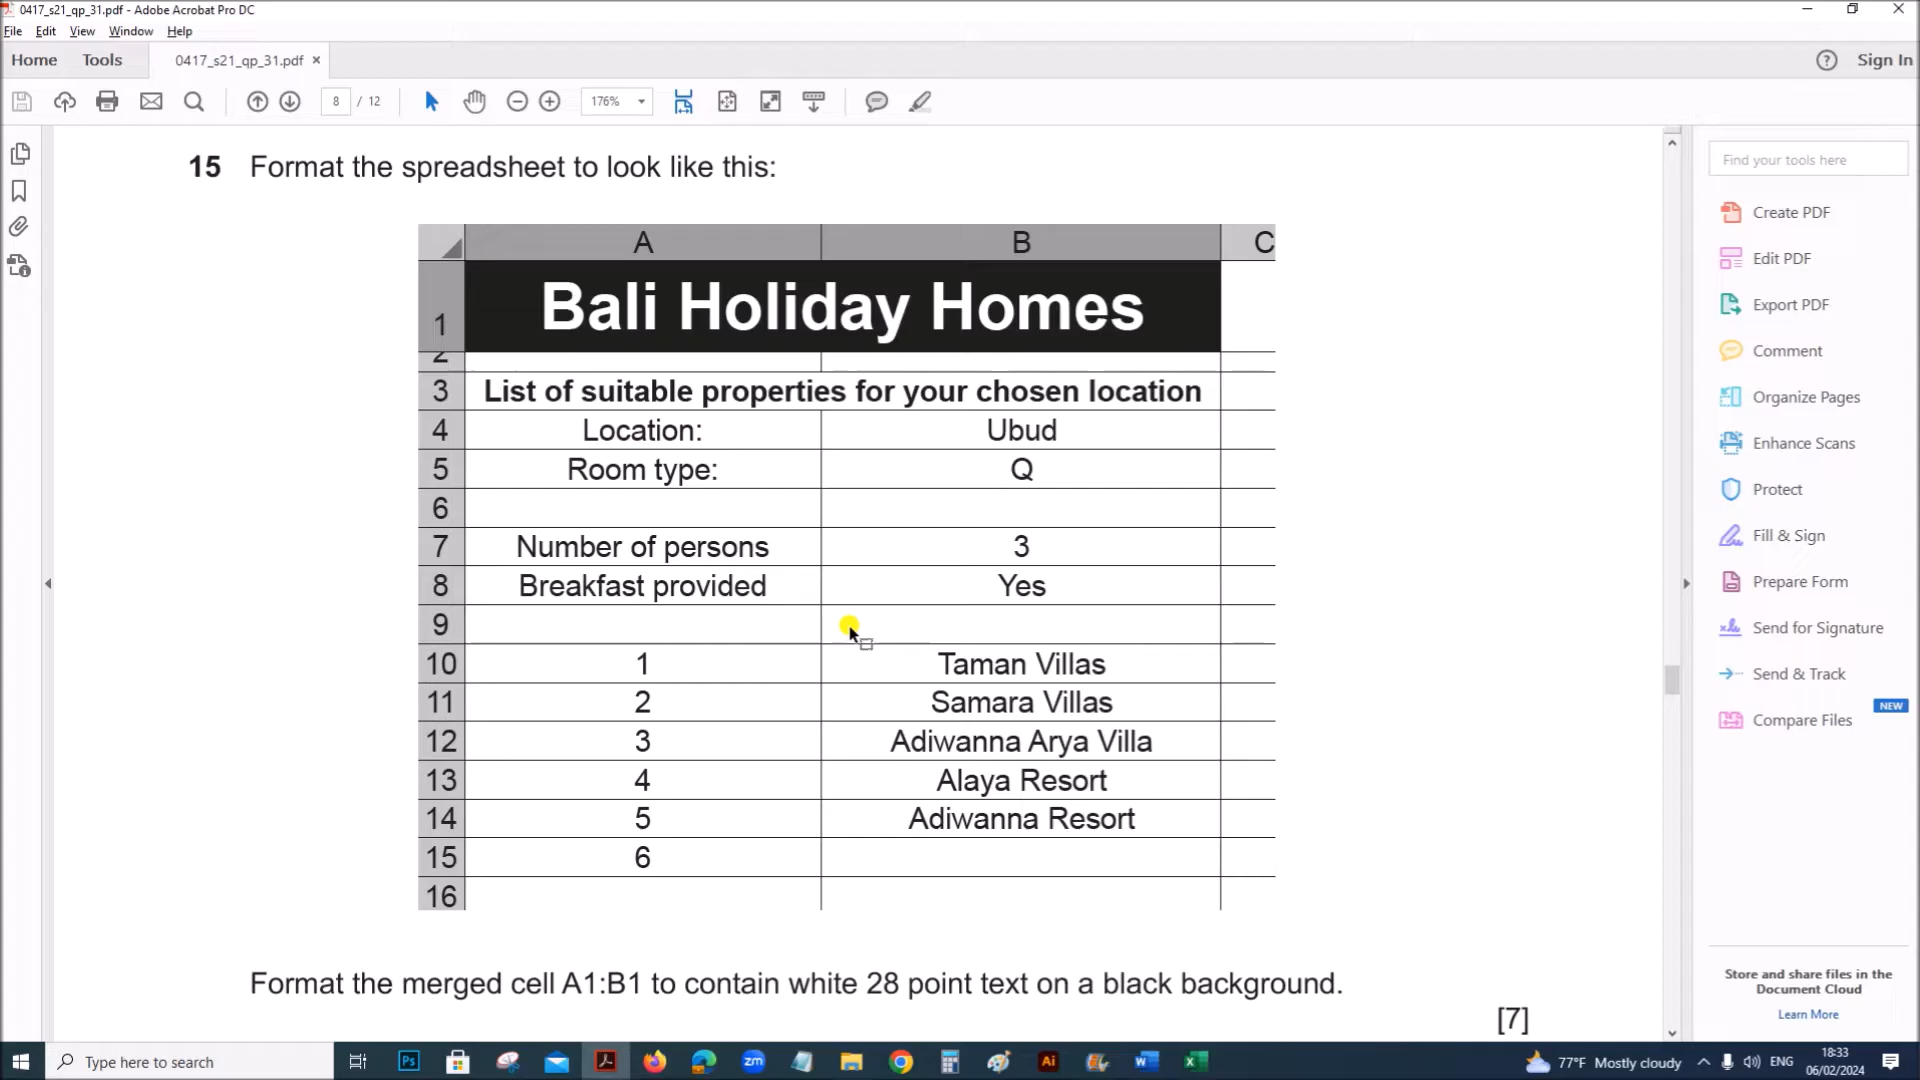 0417_s21_qp_31.pdf - Adobe Acrobat Pro DC
File Edit View Window Help
Home Tools 0417_s21_qp_31.pdf × ? Sign In
8 / 12 176%
Find your tools here
Create PDF
Edit PDF
Export PDF
Comment
Organize Pages
Enhance Scans
Protect
Fill & Sign
Prepare Form
Send for Signature
Send & Track
NEW
Compare Files
Store and share files in the
Document Cloud
Learn More
15 Format the spreadsheet to look like this:
A B C
1 Bali Holiday Homes
2
3 List of suitable properties for your chosen location
4 Location: Ubud
5 Room type: Q
6
7 Number of persons 3
8 Breakfast provided Yes
9
10 1 Taman Villas
11 2 Samara Villas
12 3 Adiwanna Arya Villa
13 4 Alaya Resort
14 5 Adiwanna Resort
15 6
16
Format the merged cell A1:B1 to contain white 28 point text on a black background.
[7]
Type here to search
Ps zm Ai W X
77°F Mostly cloudy ENG
18:33
06/02/2024